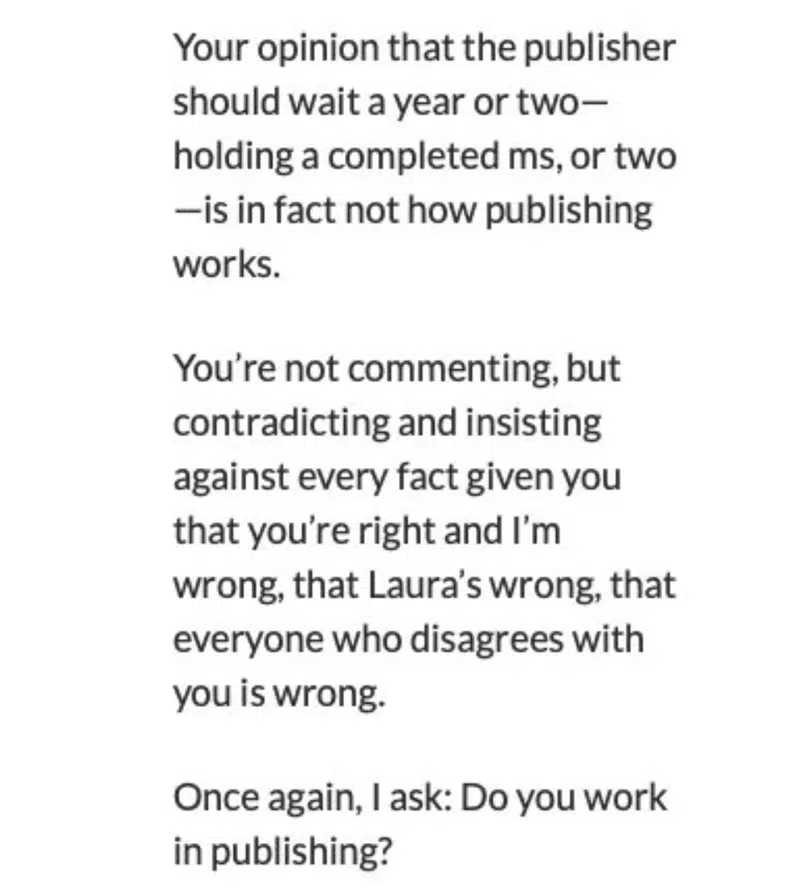 Your opinion that the publisher
should wait a year or two—
holding a completed ms, or two
—is in fact not how publishing
works.
You’re not commenting, but
contradicting and insisting
against every fact given you
that you’re right and I’m
wrong, that Laura’s wrong, that
everyone who disagrees with
you is wrong.
Once again, I ask: Do you work
in publishing?